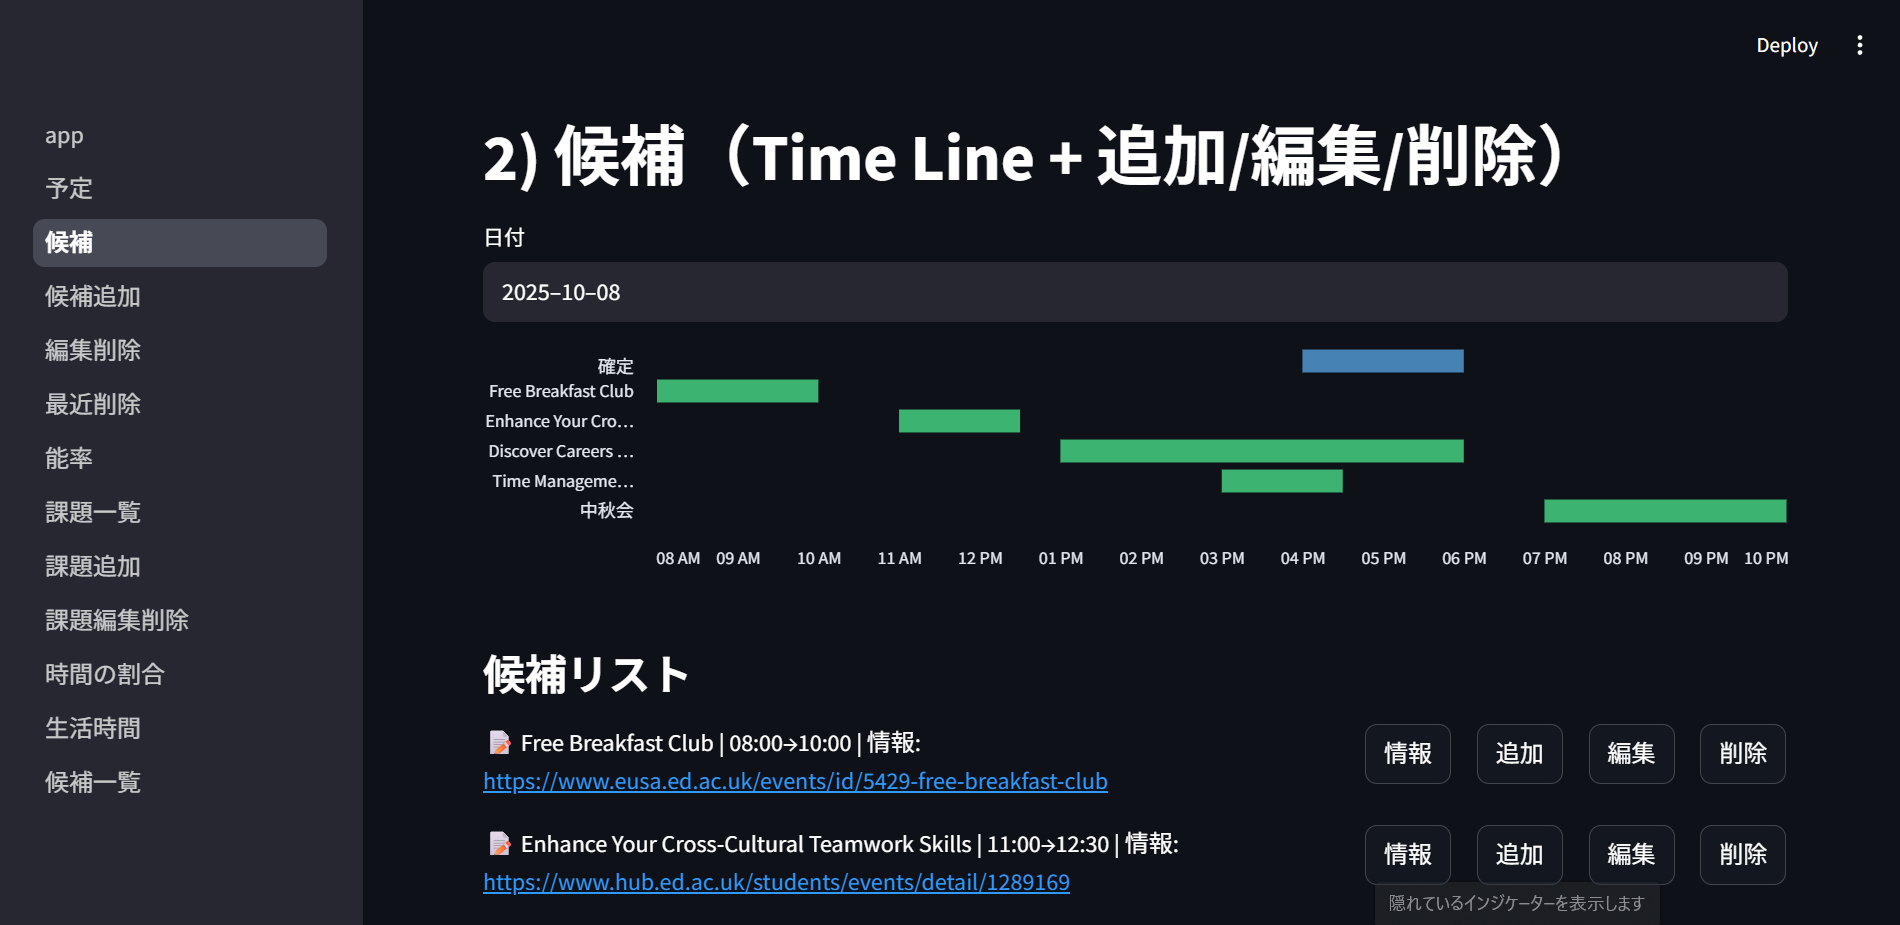 Deploy
app
予定
候補
候補追加
編集削除
最近削除
能率
課題一覧
課題追加
課題編集削除
時間の割合
生活時間
候補一覧
2) 候補（Time Line + 追加/編集/削除）
日付
2025-10-08
確定
Free Breakfast Club
Enhance Your Cro…
Discover Careers …
Time Manageme…
中秋会
08 AM 09 AM 10 AM 11 AM 12 PM 01 PM 02 PM 03 PM 04 PM 05 PM 06 PM 07 PM 08 PM 09 PM 10 PM
候補リスト
📝 Free Breakfast Club | 08:00→10:00 | 情報:
https://www.eusa.ed.ac.uk/events/id/5429-free-breakfast-club
情報 追加 編集 削除
📝 Enhance Your Cross-Cultural Teamwork Skills | 11:00→12:30 | 情報:
https://www.hub.ed.ac.uk/students/events/detail/1289169
情報 追加 編集 削除
隠れているインジケーターを表示します